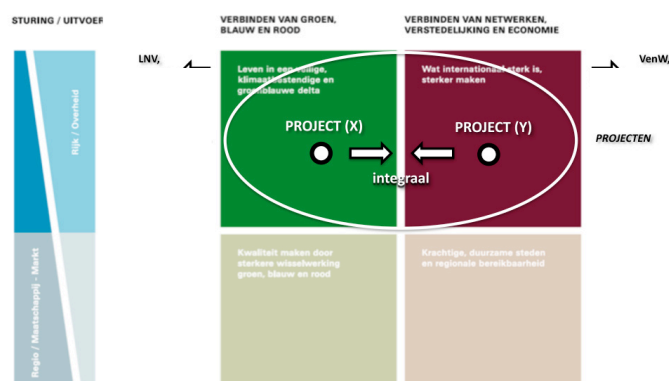 STURING / UITVOER
VERBINDEN VAN GROEN,
BLAUW EN ROOD
VERBINDEN VAN NETWERKEN,
VERSTEDELIJKING EN ECONOMIE
LNV,
VenW,
Rijk / Overheid
Leven in een veilige,
klimaatbestendige en
groenblauwe delta
Wat internationaal sterk is,
sterker maken
PROJECT (X)
PROJECT (Y)
PROJECTEN
integraal
Regio / Maatschappij - Markt
Kwaliteit maken door
sterkere wisselwerking
groen, blauw en rood
Krachtige, duurzame steden
en regionale bereikbaarheid